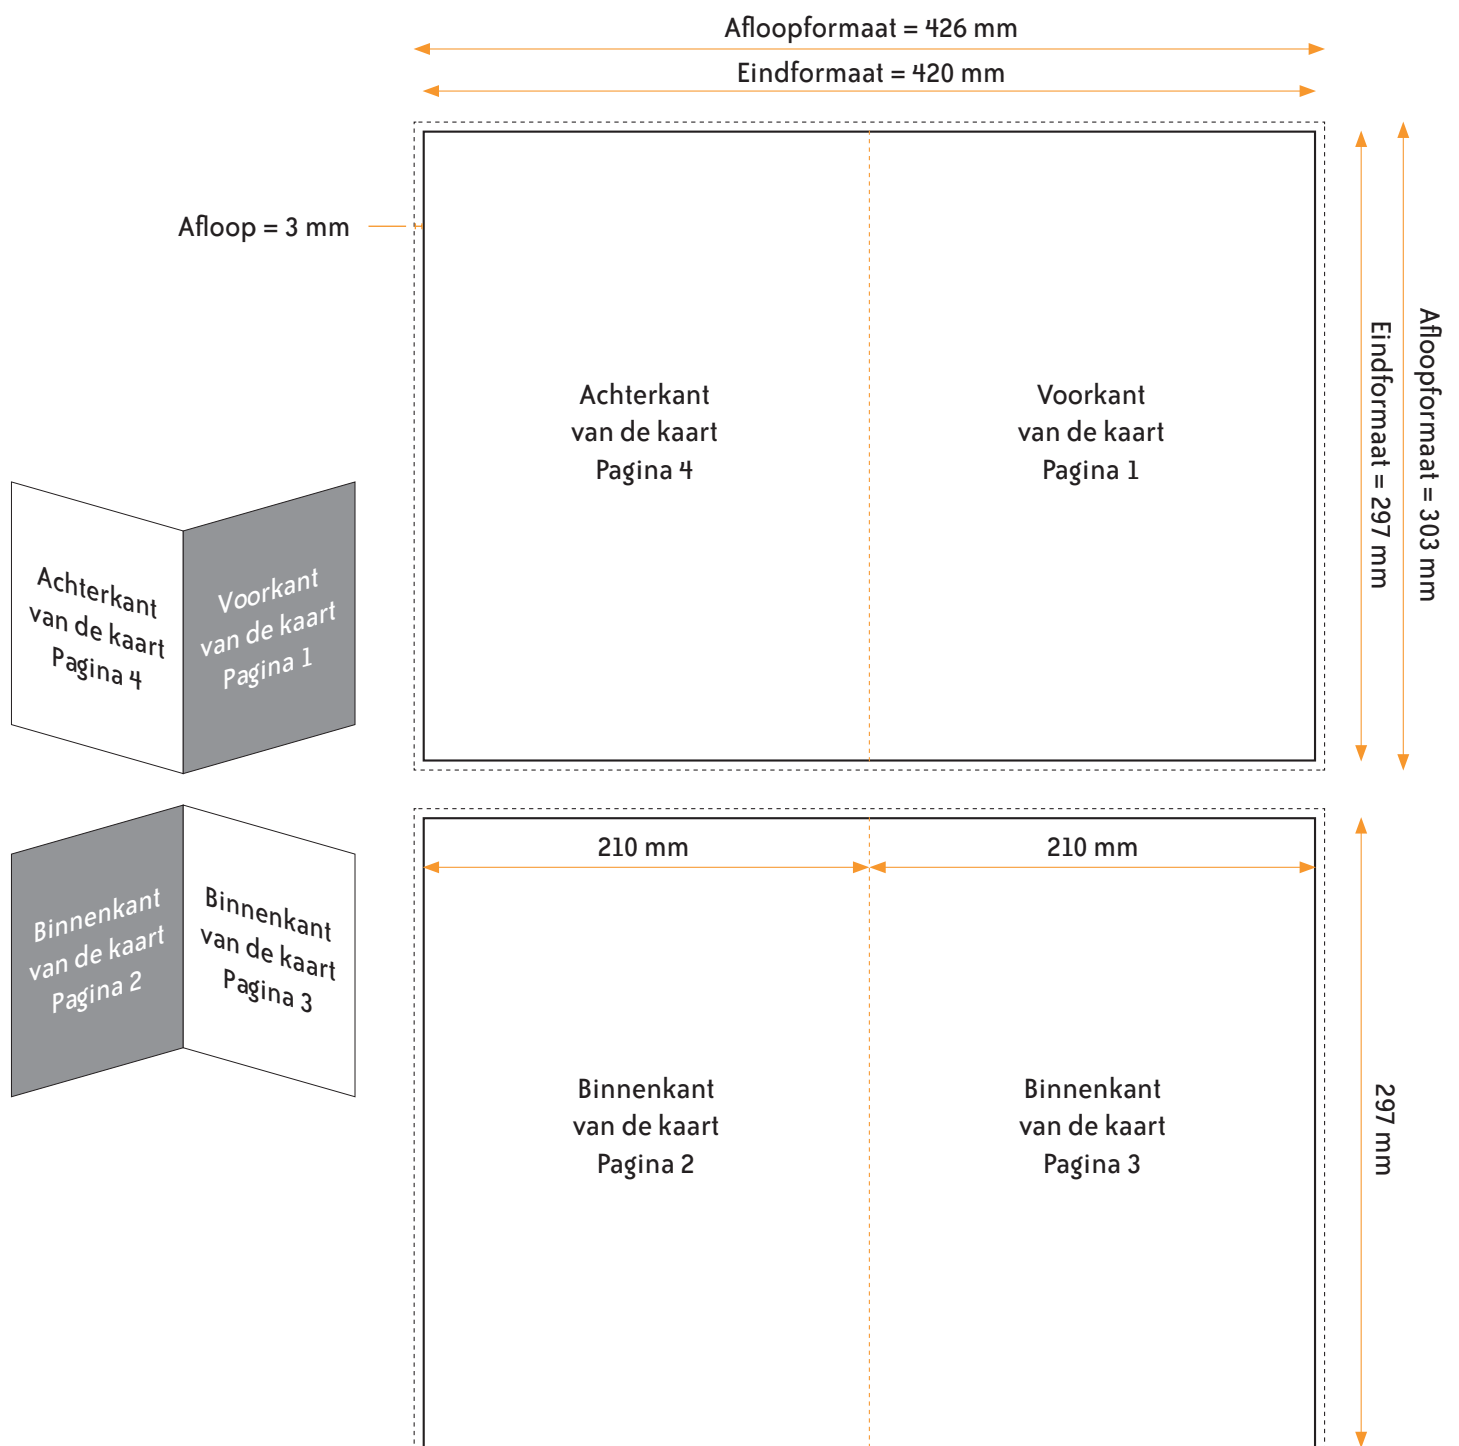 Afloopformaat = 426 mm
Eindformaat = 420 mm
Afloop = 3 mm
Achterkant
van de kaart
Pagina 4
Voorkant
van de kaart
Pagina 1
Eindformaat = 297 mm
Afloopformaat = 303 mm
Achterkant
van de kaart
Pagina 4
Voorkant
van de kaart
Pagina 1
210 mm
210 mm
Binnenkant
van de kaart
Pagina 2
Binnenkant
van de kaart
Pagina 3
Binnenkant
van de kaart
Pagina 2
Binnenkant
van de kaart
Pagina 3
297 mm